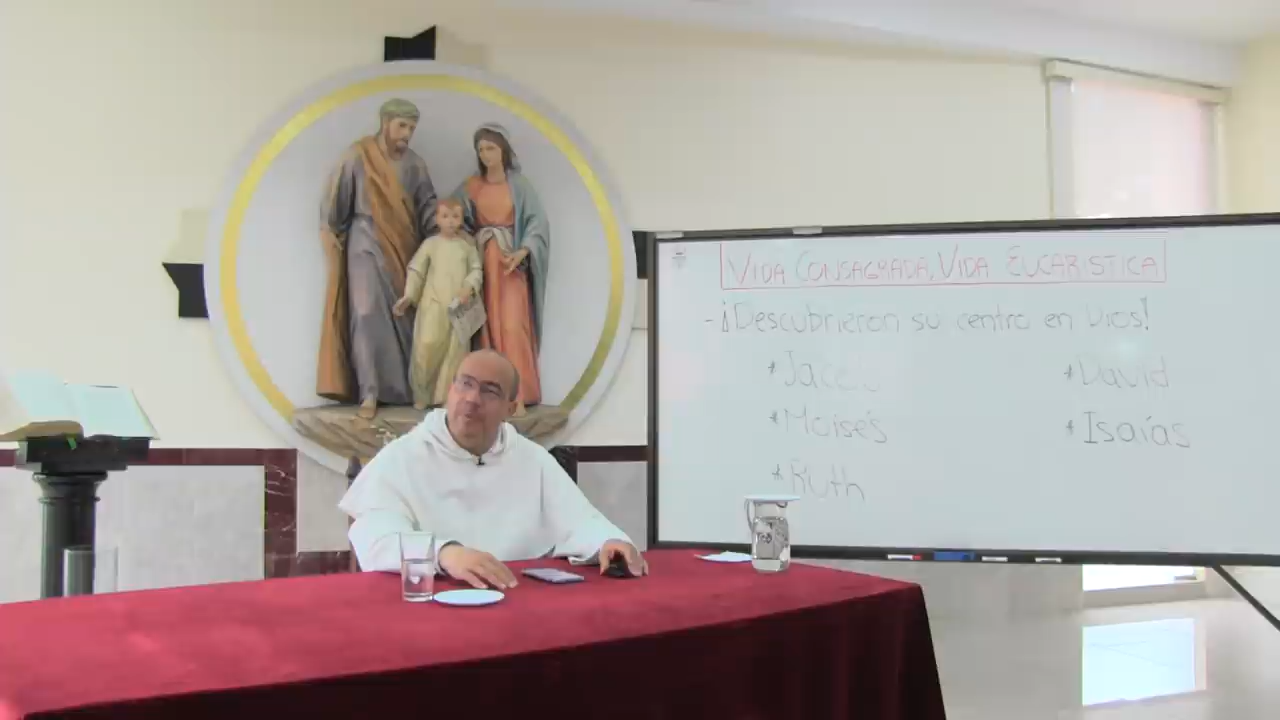 VIDA CONSAGRADA, VIDA EUCARISTICA
- ¡Descubrieron su centro en Dios!
* David
* Moisés
* Isaías
* Ruth